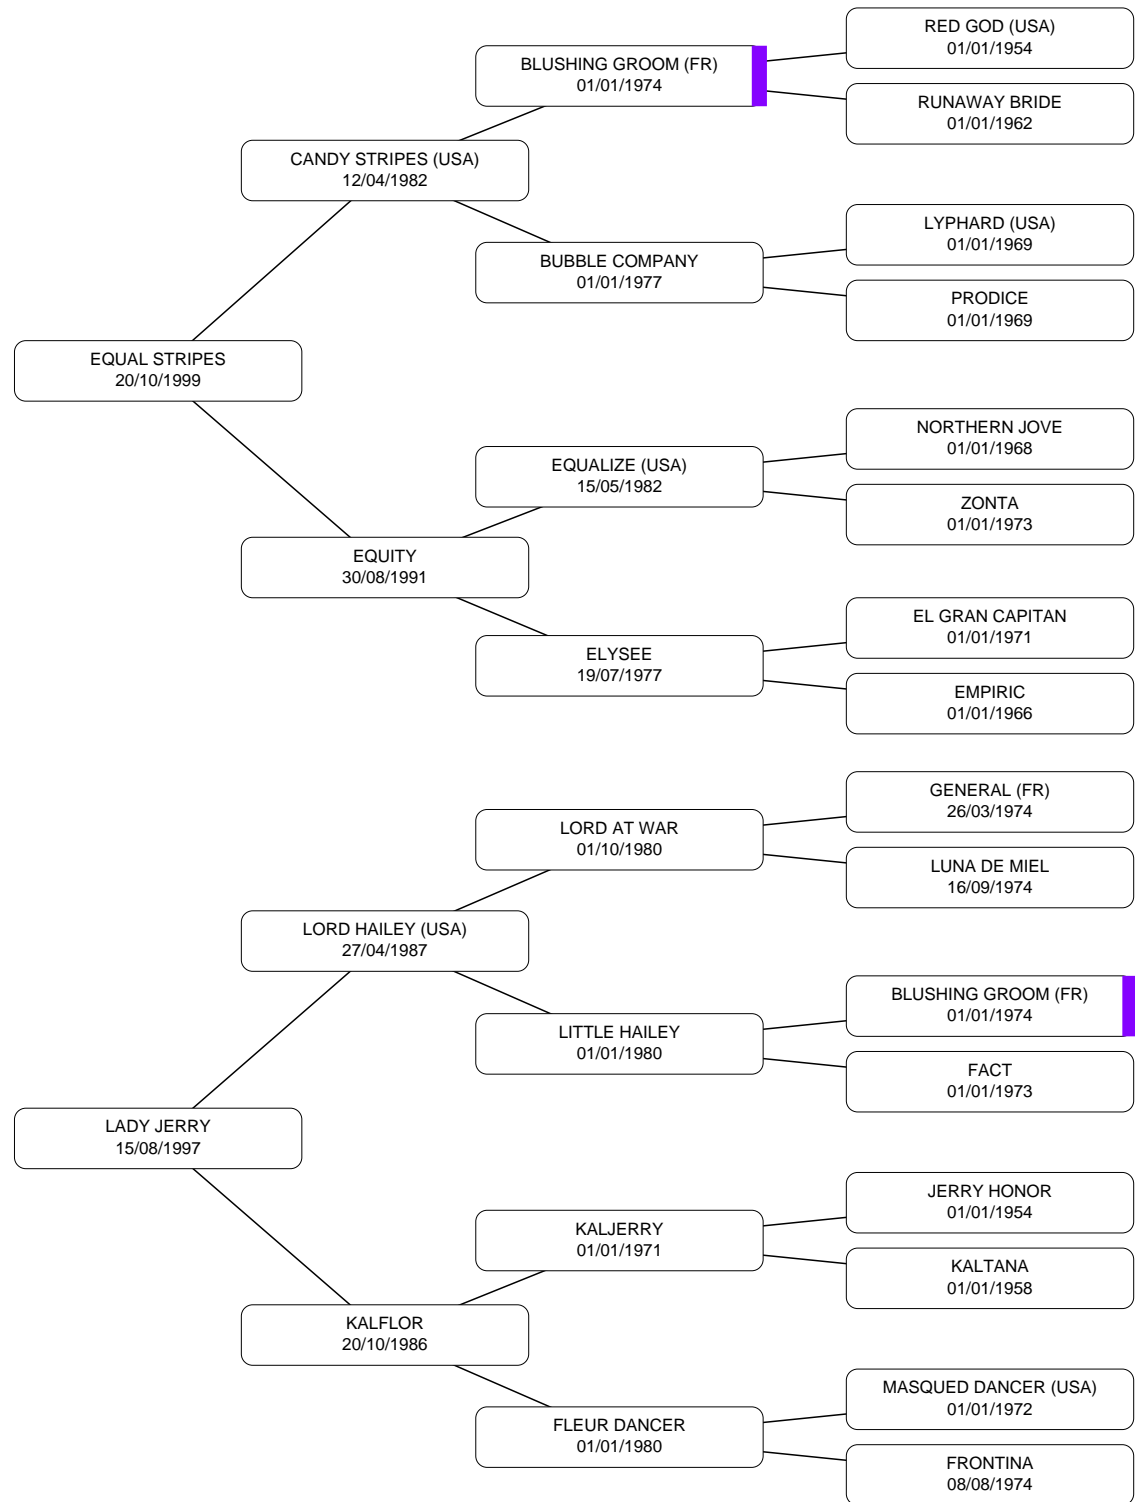 RED GOD (USA)
01/01/1954
BLUSHING GROOM (FR)
01/01/1974
RUNAWAY BRIDE
01/01/1962
CANDY STRIPES (USA)
12/04/1982
LYPHARD (USA)
01/01/1969
BUBBLE COMPANY
01/01/1977
PRODICE
01/01/1969
EQUAL STRIPES
20/10/1999
NORTHERN JOVE
01/01/1968
EQUALIZE (USA)
15/05/1982
ZONTA
01/01/1973
EQUITY
30/08/1991
EL GRAN CAPITAN
01/01/1971
ELYSEE
19/07/1977
EMPIRIC
01/01/1966
GENERAL (FR)
26/03/1974
LORD AT WAR
01/10/1980
LUNA DE MIEL
16/09/1974
LORD HAILEY (USA)
27/04/1987
BLUSHING GROOM (FR)
01/01/1974
LITTLE HAILEY
01/01/1980
FACT
01/01/1973
LADY JERRY
15/08/1997
JERRY HONOR
01/01/1954
KALJERRY
01/01/1971
KALTANA
01/01/1958
KALFLOR
20/10/1986
MASQUED DANCER (USA)
01/01/1972
FLEUR DANCER
01/01/1980
FRONTINA
08/08/1974